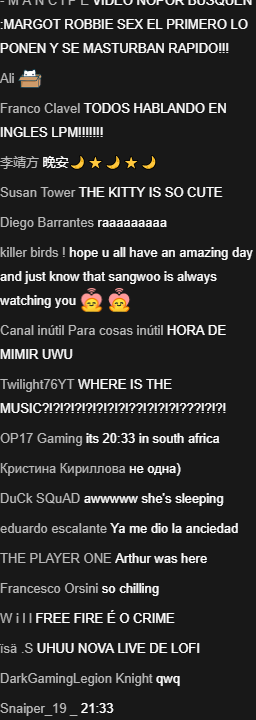 - M A N C Y P E VIDEO NOPOR BUSQUEN
:MARGOT ROBBIE SEX EL PRIMERO LO
PONEN Y SE MASTURBAN RAPIDO!!!
Ali
Franco Clavel TODOS HABLANDO EN
INGLES LPM!!!!!!!
李靖方 晚安🌙★🌙★🌙
Susan Tower THE KITTY IS SO CUTE
Diego Barrantes raaaaaaaaa
killer birds ! hope u all have an amazing day
and just know that sangwoo is always
watching you
Canal inútil Para cosas inútil HORA DE
MIMIR UWU
Twilight76YT WHERE IS THE
MUSIC?!?!?!?!?!?!?!?!??!?!?!?!???!?!?!
OP17 Gaming its 20:33 in south africa
Кристина Кириллова не одна)
DuCk SQuAD awwwww she's sleeping
eduardo escalante Ya me dio la anciedad
THE PLAYER ONE Arthur was here
Francesco Orsini so chilling
W i l l FREE FIRE É O CRIME
ïsä .S UHUU NOVA LIVE DE LOFI
DarkGamingLegion Knight qwq
Snaiper_19 _ 21:33